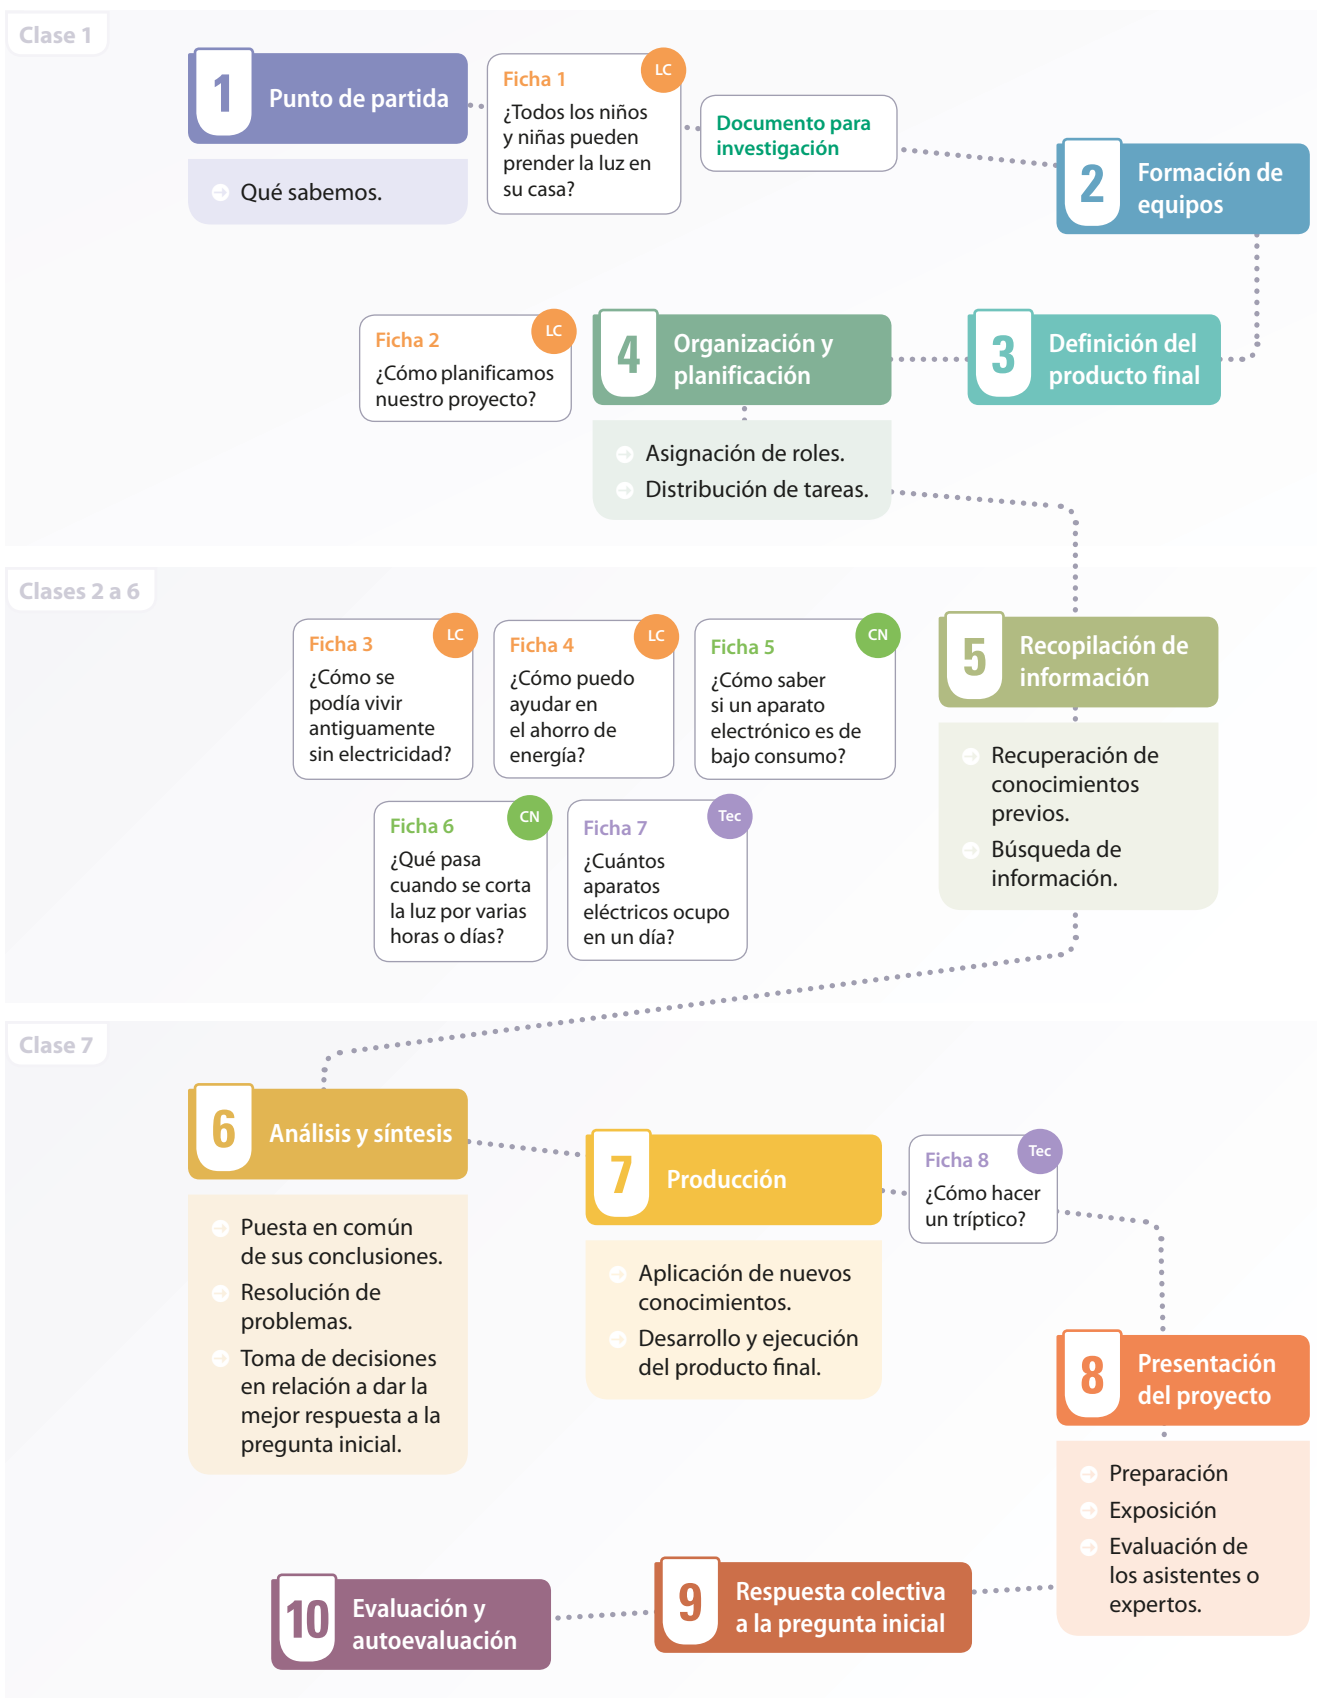 Clase 1
1
Punto de partida
Qué sabemos.
Ficha 1
LC
¿Todos los niños
y niñas pueden
prender la luz en
su casa?
Documento para
investigación
2
Formación de
equipos
3
Definición del
producto final
4
Organización y
planificación
Asignación de roles.
Distribución de tareas.
Ficha 2
LC
¿Cómo planificamos
nuestro proyecto?
Clases 2 a 6
5
Recopilación de
información
Recuperación de
conocimientos
previos.
Búsqueda de
información.
Ficha 3
LC
¿Cómo se
podía vivir
antiguamente
sin electricidad?
Ficha 4
LC
¿Cómo puedo
ayudar en
el ahorro de
energía?
Ficha 5
CN
¿Cómo saber
si un aparato
electrónico es de
bajo consumo?
Ficha 6
CN
¿Qué pasa
cuando se corta
la luz por varias
horas o días?
Ficha 7
Tec
¿Cuántos
aparatos
eléctricos ocupo
en un día?
Clase 7
6
Análisis y síntesis
Puesta en común
de sus conclusiones.
Resolución de
problemas.
Toma de decisiones
en relación a dar la
mejor respuesta a la
pregunta inicial.
7
Producción
Aplicación de nuevos
conocimientos.
Desarrollo y ejecución
del producto final.
Ficha 8
Tec
¿Cómo hacer
un tríptico?
8
Presentación
del proyecto
Preparación
Exposición
Evaluación de
los asistentes o
expertos.
9
Respuesta colectiva
a la pregunta inicial
10
Evaluación y
autoevaluación